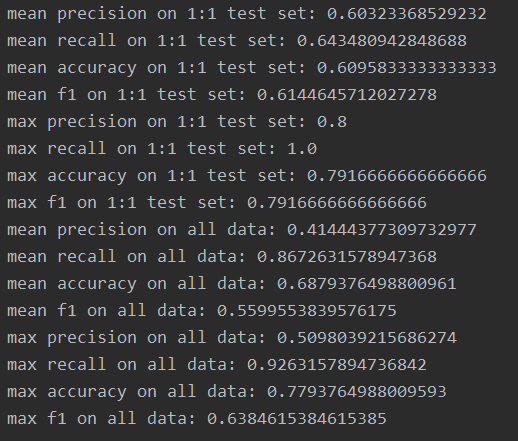 mean precision on 1:1 test set: 0.60323368529232
mean recall on 1:1 test set: 0.643480942848688
mean accuracy on 1:1 test set: 0.6095833333333333
mean f1 on 1:1 test set: 0.6144645712027278
max precision on 1:1 test set: 0.8
max recall on 1:1 test set: 1.0
max accuracy on 1:1 test set: 0.7916666666666666
max f1 on 1:1 test set: 0.7916666666666666
mean precision on all data: 0.41444377309732977
mean recall on all data: 0.8672631578947368
mean accuracy on all data: 0.6879376498800961
mean f1 on all data: 0.5599553839576175
max precision on all data: 0.5098039215686274
max recall on all data: 0.9263157894736842
max accuracy on all data: 0.7793764988009593
max f1 on all data: 0.6384615384615385